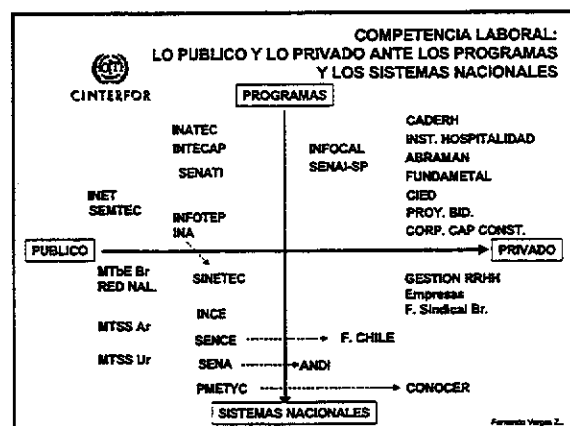 COMPETENCIA LABORAL:
LO PUBLICO Y LO PRIVADO ANTE LOS PROGRAMAS
Y LOS SISTEMAS NACIONALES
CINTERFOR
PROGRAMAS
INATEC
INTECAP
SENATI
INFOCAL
SENAI-SP
CADERH
INST. HOSPITALIDAD
ABRAMAN
FUNDAMETAL
CIED
PROY. BID.
CORP. CAP CONST.
INET
SEMTEC
INFOTEP
INA
PUBLICO
PRIVADO
MTbE Br
RED NAL.
SINETEC
GESTION RRHH
Empresas
F. Sindical Br.
INCE
MTSS Ar
SENCE
F. CHILE
MTSS Ur
SENA
ANDI
PMETYC
CONOCER
SISTEMAS NACIONALES
Fernando Vargas Z.